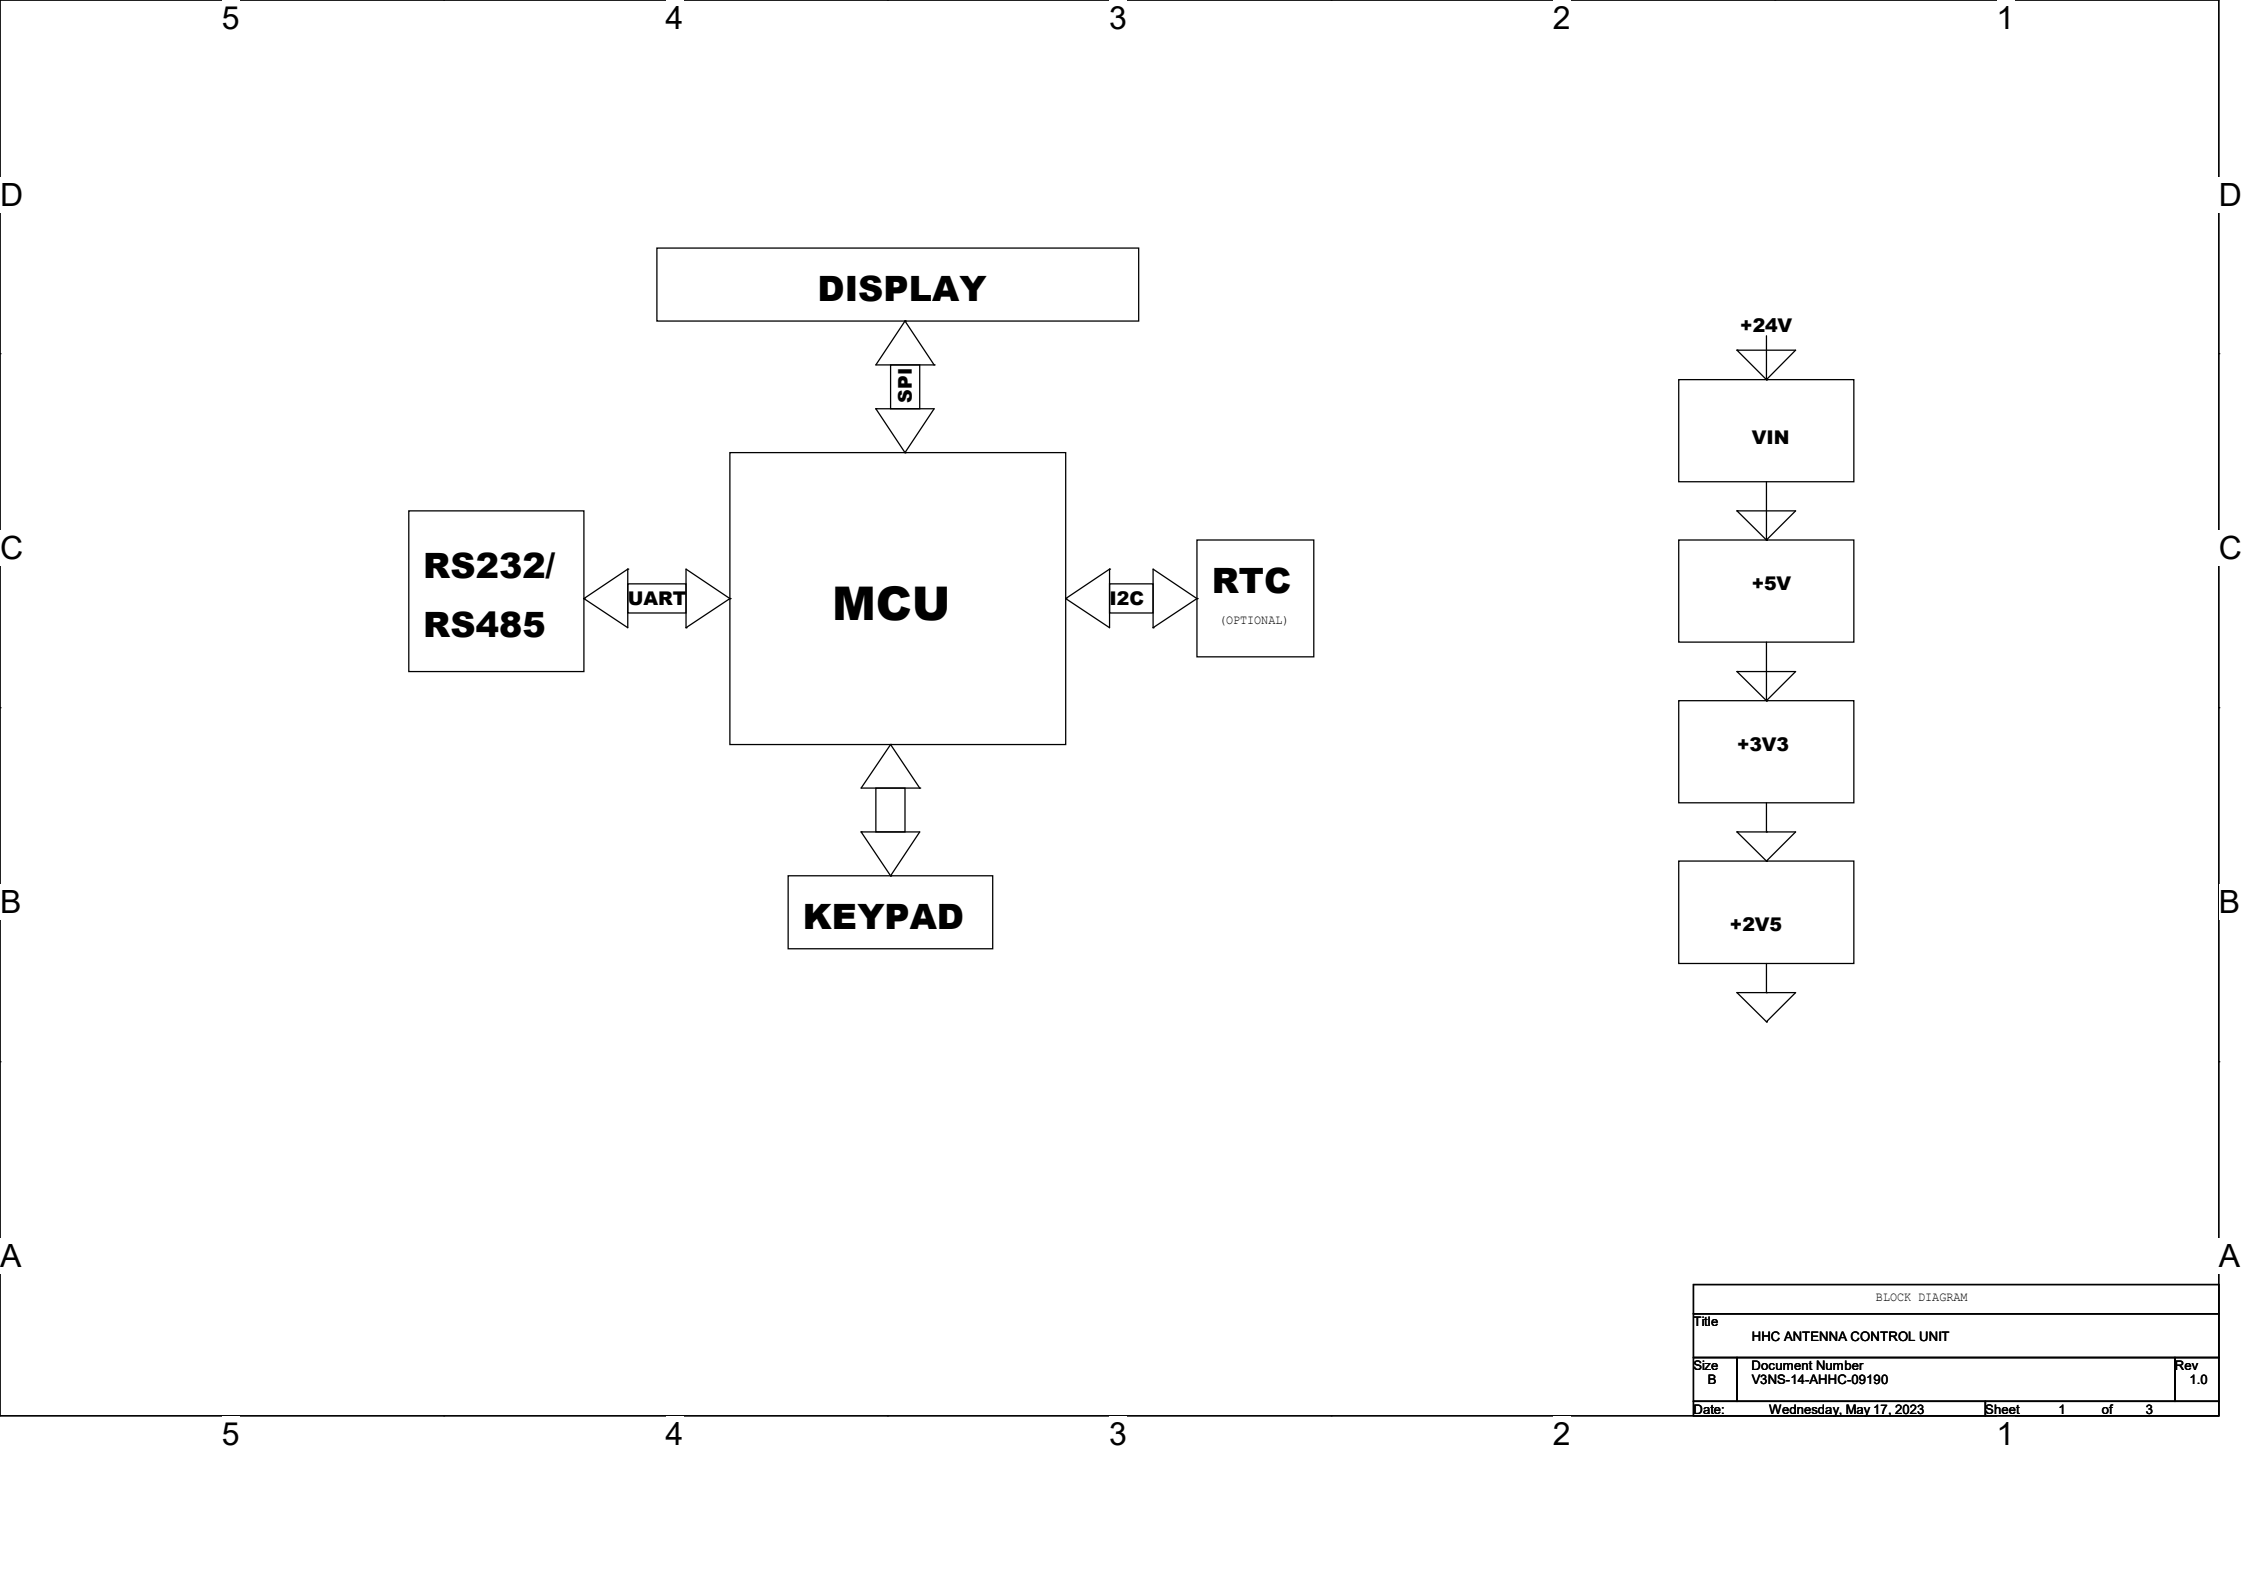 5 4 3 2 1
D D
DISPLAY
+24V
SPI
VIN
C C
RS232/
RS485
UART
MCU
I2C
RTC
(OPTIONAL)
+5V
+3V3
B B
KEYPAD
+2V5
A A
BLOCK DIAGRAM
Title
HHC ANTENNA CONTROL UNIT
Size Document Number Rev
B V3NS-14-AHHC-09190 1.0
Date: Wednesday, May 17, 2023 Sheet 1 of 3
5 4 3 2 1